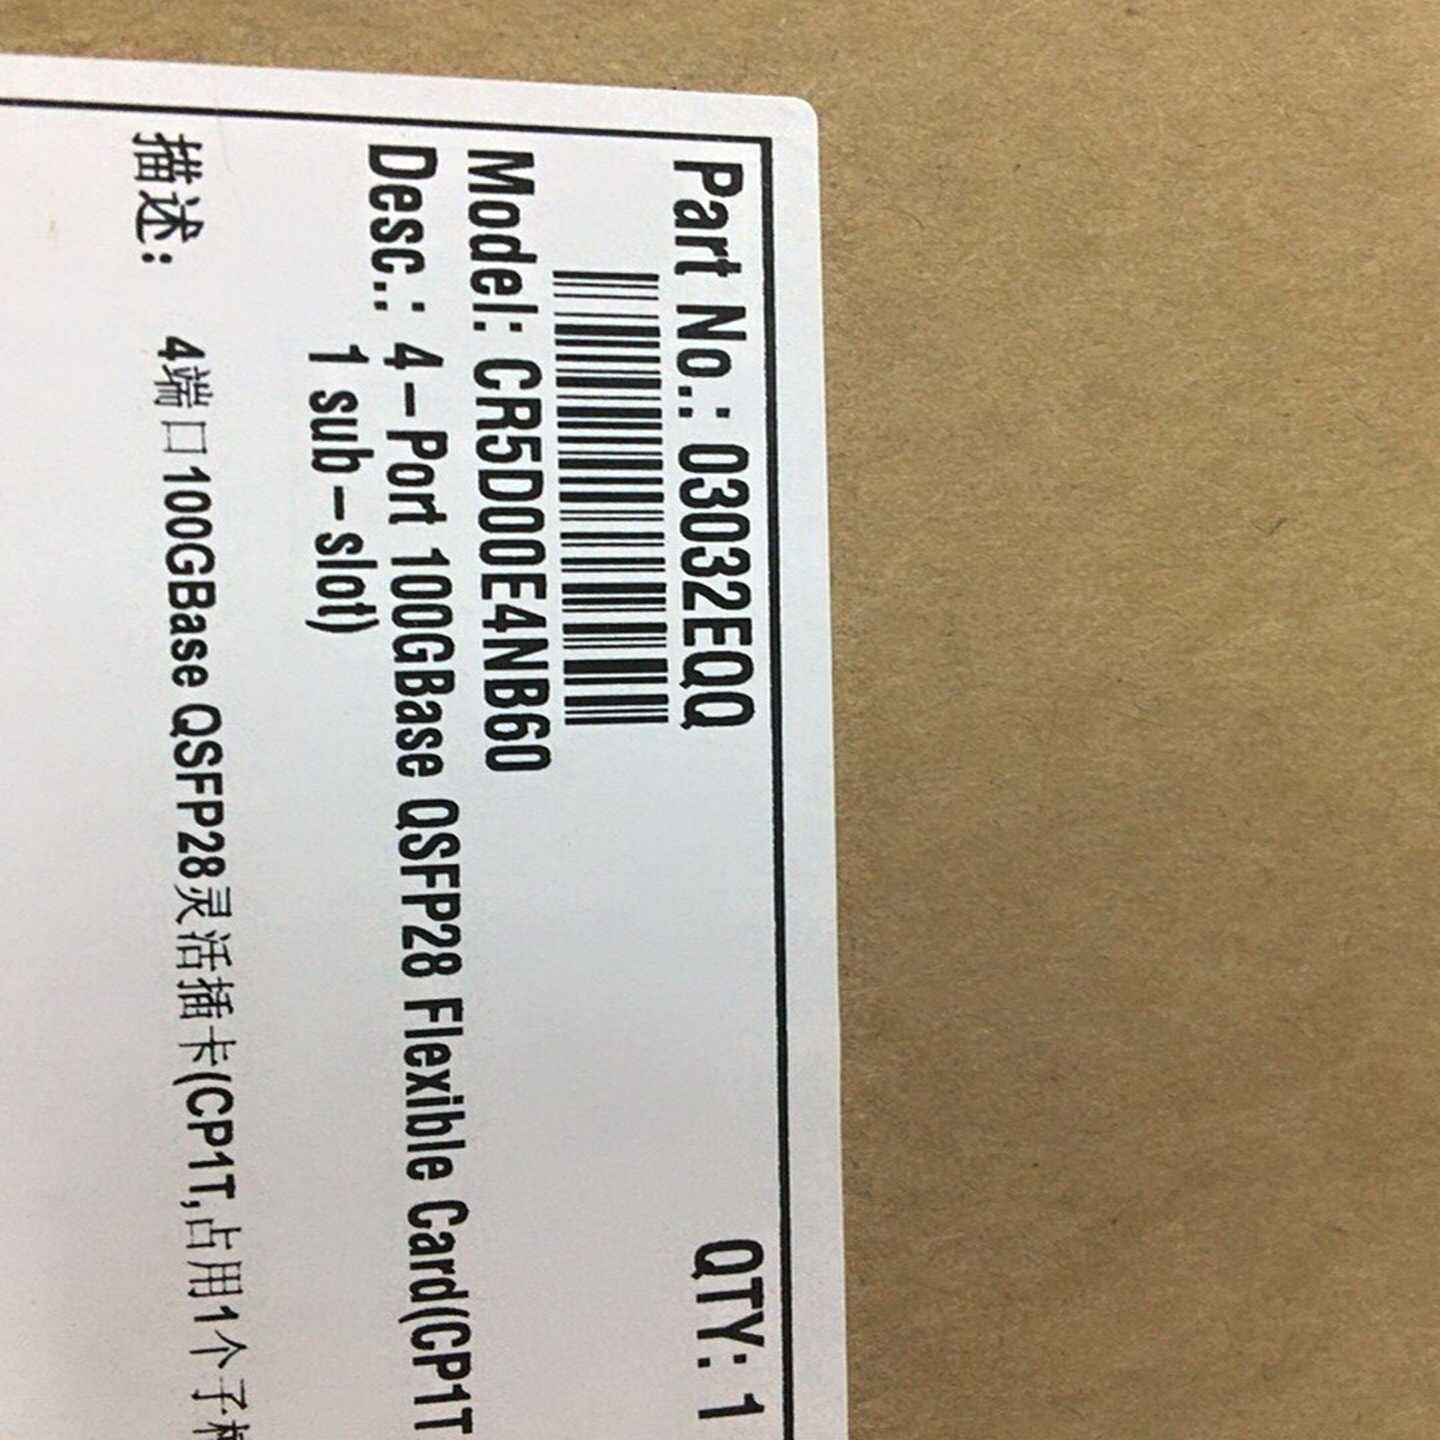 Part No.: 03032EQQ QTY: 1
Model: CR5D00E4NB60
Desc.: 4-Port 100GBase QSFP28 Flexible Card(CP1T
1 sub-slot)
描述: 4端口100GBase QSFP28灵活插卡(CP1T,占用1个子